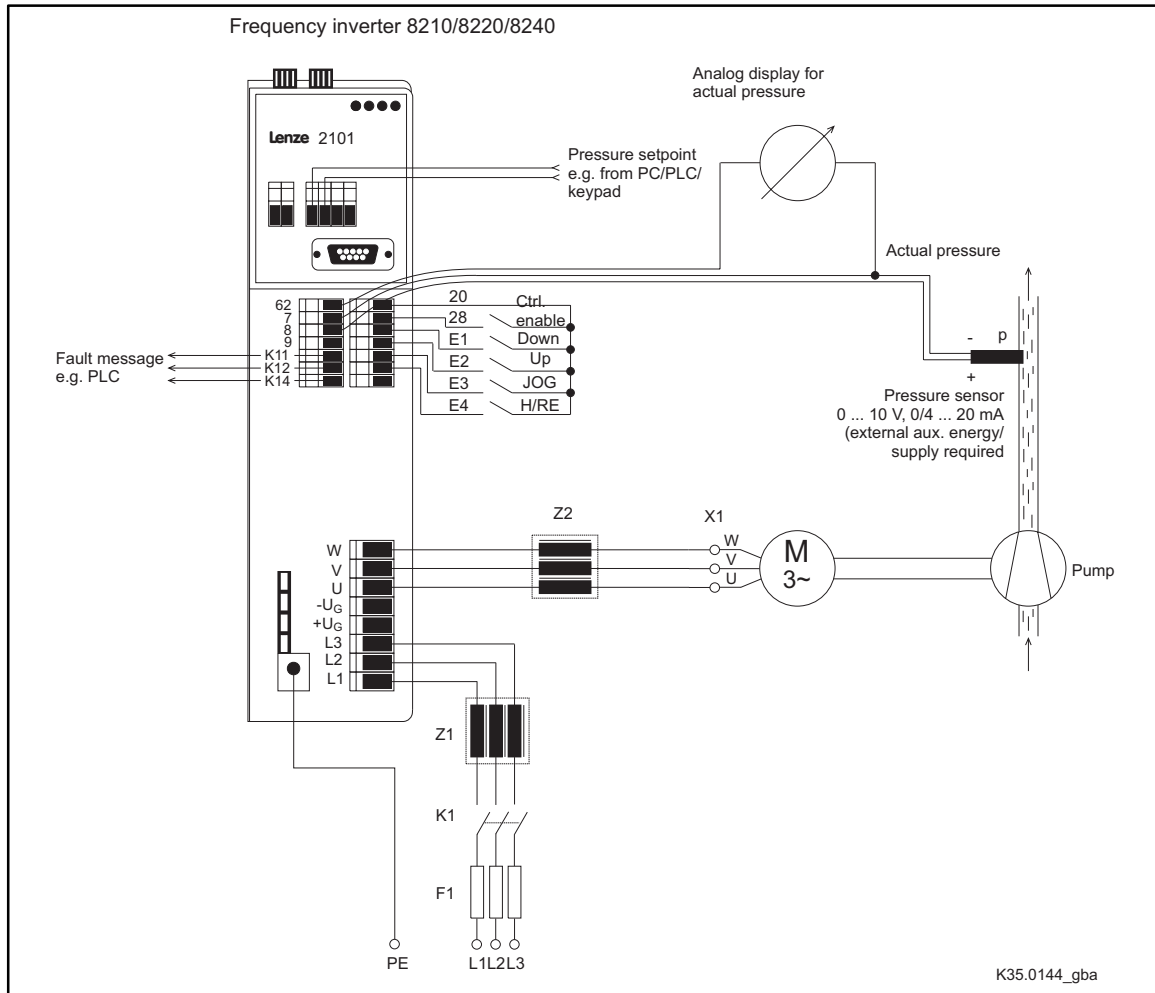 Frequency inverter 8210/8220/8240
Analog display for
actual pressure
Lenze 2101
Pressure setpoint
e.g. from PC/PLC/
keypad
Actual pressure
62
7
8
9
K11
K12
K14
Fault message
e.g. PLC
20
28
E1
E2
E3
E4
Ctrl.
enable
Down
Up
JOG
H/RE
- p
+
Pressure sensor
0 ... 10 V, 0/4 ... 20 mA
(external aux. energy/
supply required
Z2
X1
W
V
U
-UG
+UG
L3
L2
L1
W
V
U
M
3~
Pump
Z1
K1
F1
PE
L1L2L3
K35.0144_gba